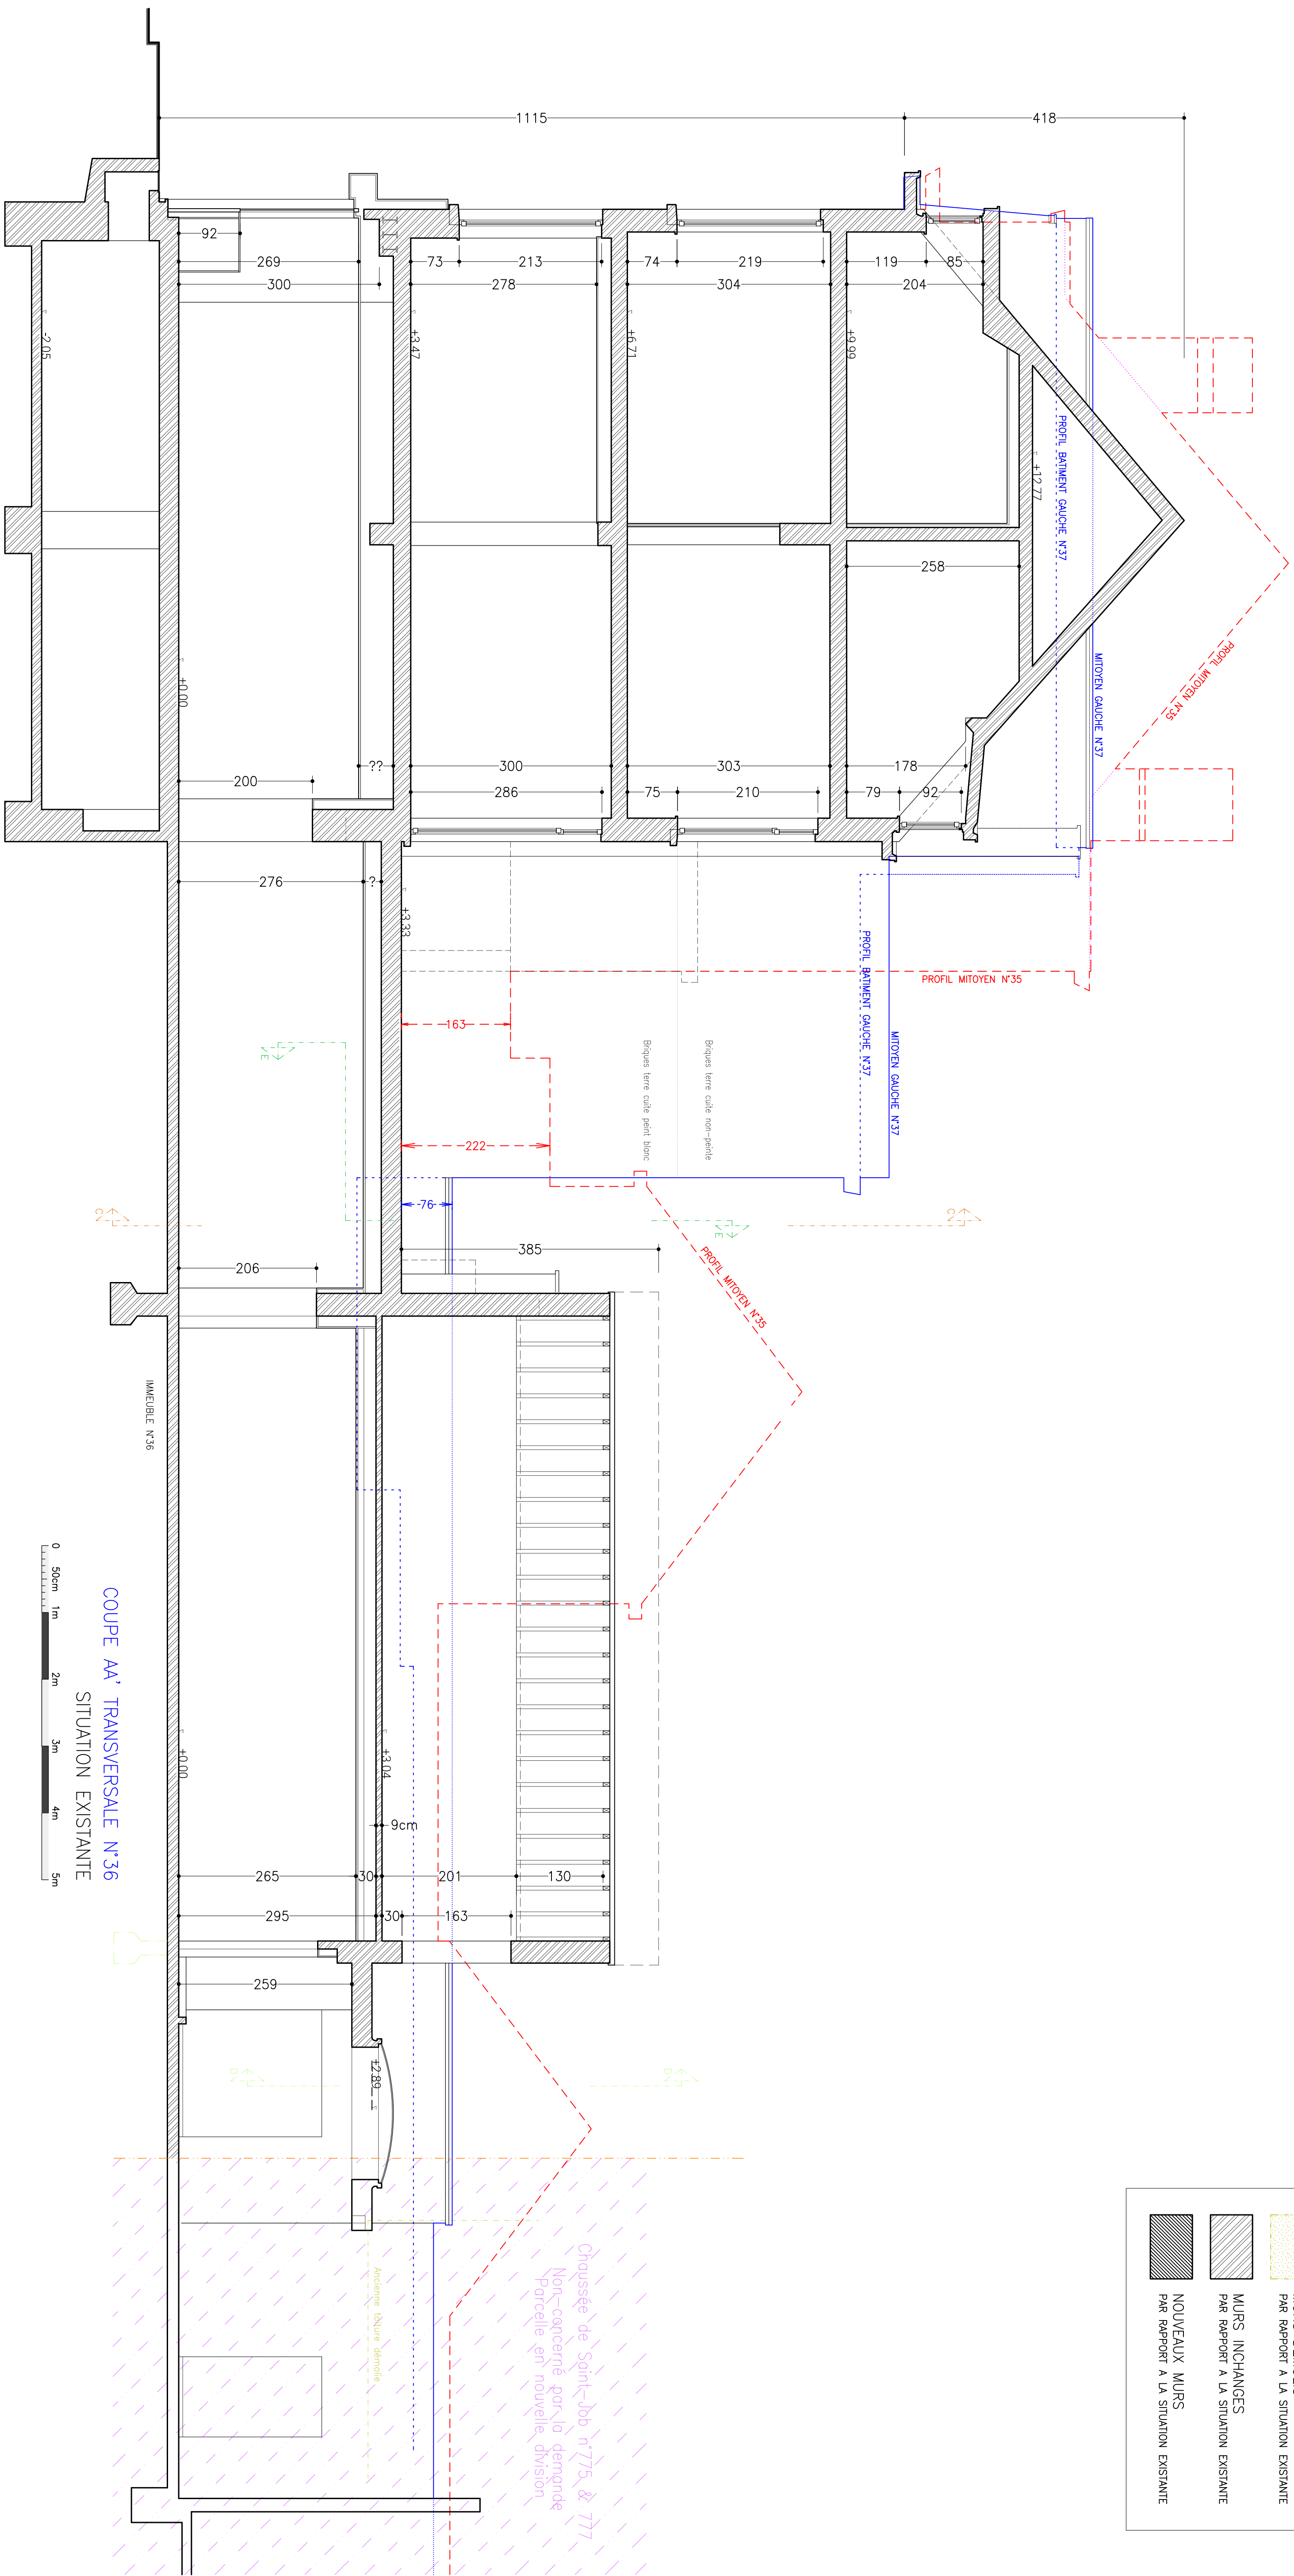 1115
418
92
269
300
73
213
278
74
219
304
119
85
204
-2.05
+3.47
+6.71
+9.99
+12.77
PROFIL BATIMENT GAUCHE N°37
MITOYEN GAUCHE N°37
PROFIL MITOYEN N°35
258
+0.00
200
??
300
286
303
75
210
178
79
92
276
?
+3.33
PROFIL BATIMENT GAUCHE N°37
MITOYEN GAUCHE N°37
PROFIL MITOYEN N°35
163
222
76
Briques terre cuite peint blanc
Briques terre cuite non-peinte
E
E
C
C
385
206
PROFIL MITOYEN N°35
IMMEUBLE N°36
0 50cm 1m 2m 3m 4m 5m
COUPE AA' TRANSVERSALE N°36
SITUATION EXISTANTE
+0.00
+3.04
9cm
265
30
201
130
295
30
163
259
+2.89
D
D
Ancienne toiture démolie
Chaussée de Saint-Job n°775 & 777
Non-concerné par la demande
Parcelle en nouvelle division
PAR RAPPORT A LA SITUATION EXISTANTE
MURS INCHANGES
PAR RAPPORT A LA SITUATION EXISTANTE
NOUVEAUX MURS
PAR RAPPORT A LA SITUATION EXISTANTE